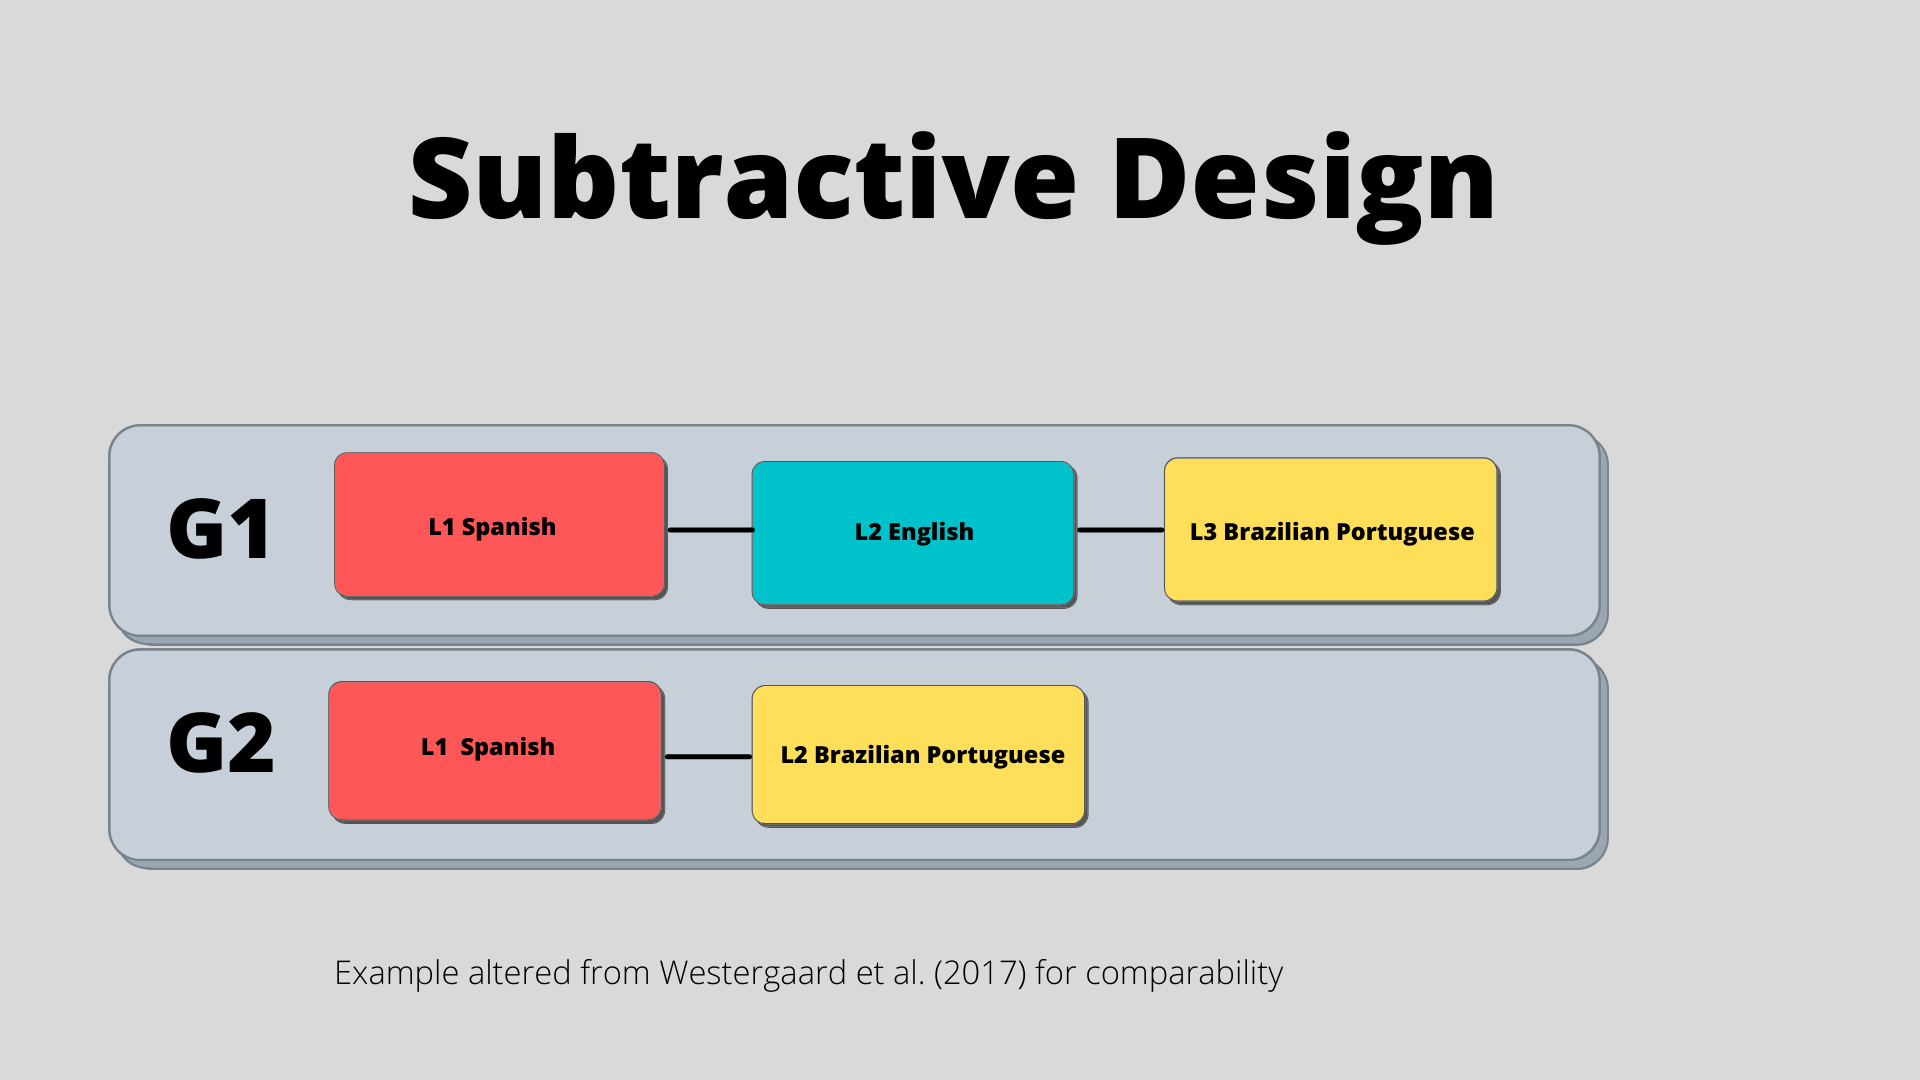 Subtractive Design
G1
L1 Spanish
L2 English
L3 Brazilian Portuguese
G2
L1  Spanish
L2 Brazilian Portuguese
Example altered from Westergaard et al. (2017) for comparability